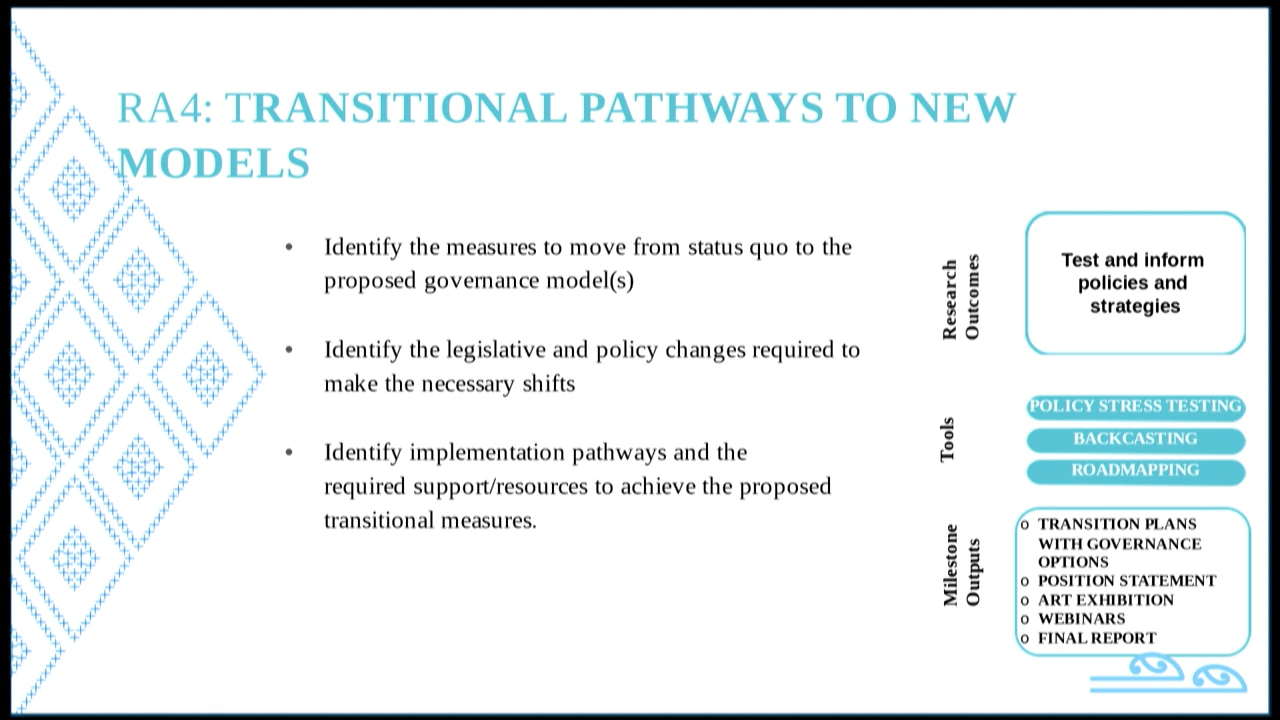 RA4: TRANSITIONAL PATHWAYS TO NEW
MODELS
• Identify the measures to move from status quo to the
proposed governance model(s)
• Identify the legislative and policy changes required to
make the necessary shifts
• Identify implementation pathways and the
required support/resources to achieve the proposed
transitional measures.
Research
Outcomes
Test and inform
policies and
strategies
Tools
POLICY STRESS TESTING
BACKCASTING
ROADMAPPING
Milestone
Outputs
o TRANSITION PLANS
WITH GOVERNANCE
OPTIONS
o POSITION STATEMENT
o ART EXHIBITION
o WEBINARS
o FINAL REPORT